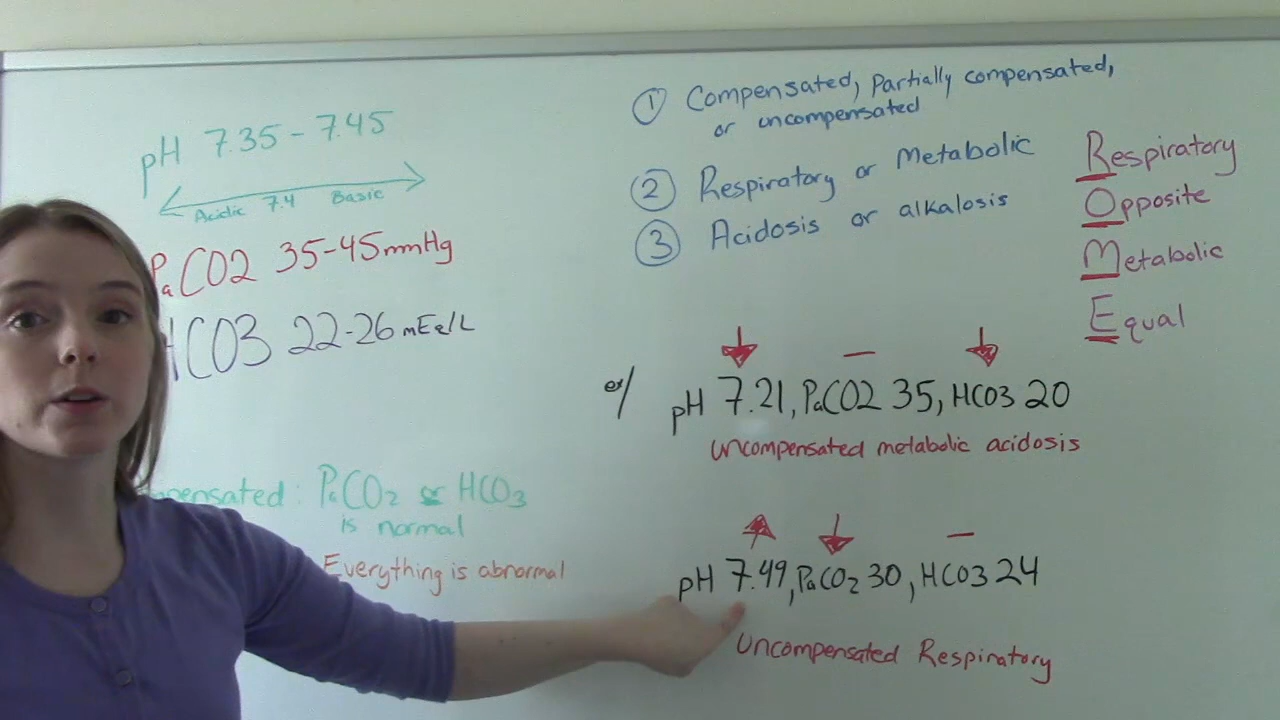 pH 7.35-7.45
Acidic 7.4 Basic
PaCO2 35-45mmHg
HCO3 22-26 mEq/L
PaCO2 or HCO3
is normal
Everything is abnormal
① Compensated, Partially compensated,
or uncompensated
② Respiratory or Metabolic
③ Acidosis or alkalosis
Respiratory
Opposite
Metabolic
Equal
ex/ pH 7.21, PaCO2 35, HCO3 20
uncompensated metabolic acidosis
pH 7.49, PaCO2 30, HCO3 24
Uncompensated Respiratory